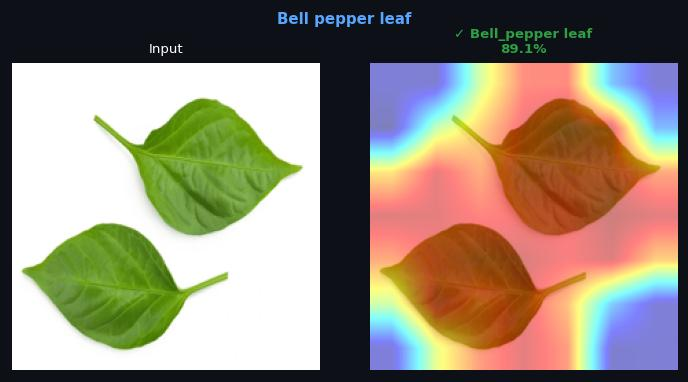 Bell pepper leaf
Input
✓ Bell_pepper leaf
89.1%